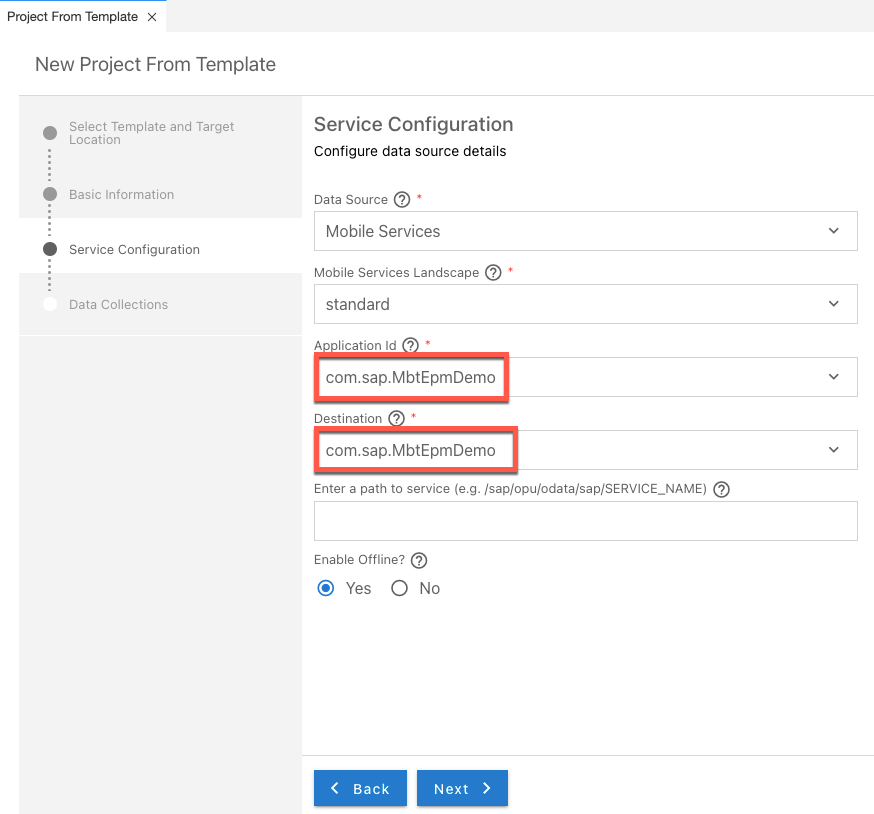 Project From Template
New Project From Template
Select Template and Target
Location
Basic Information
Service Configuration
Data Collections
Service Configuration
Configure data source details
Data Source ? *
Mobile Services
Mobile Services Landscape ? *
standard
Application Id ? *
com.sap.MbtEpmDemo
Destination ? *
com.sap.MbtEpmDemo
Enter a path to service (e.g. /sap/opu/odata/sap/SERVICE_NAME) ?
Enable Offline? ?
Yes No
Back Next